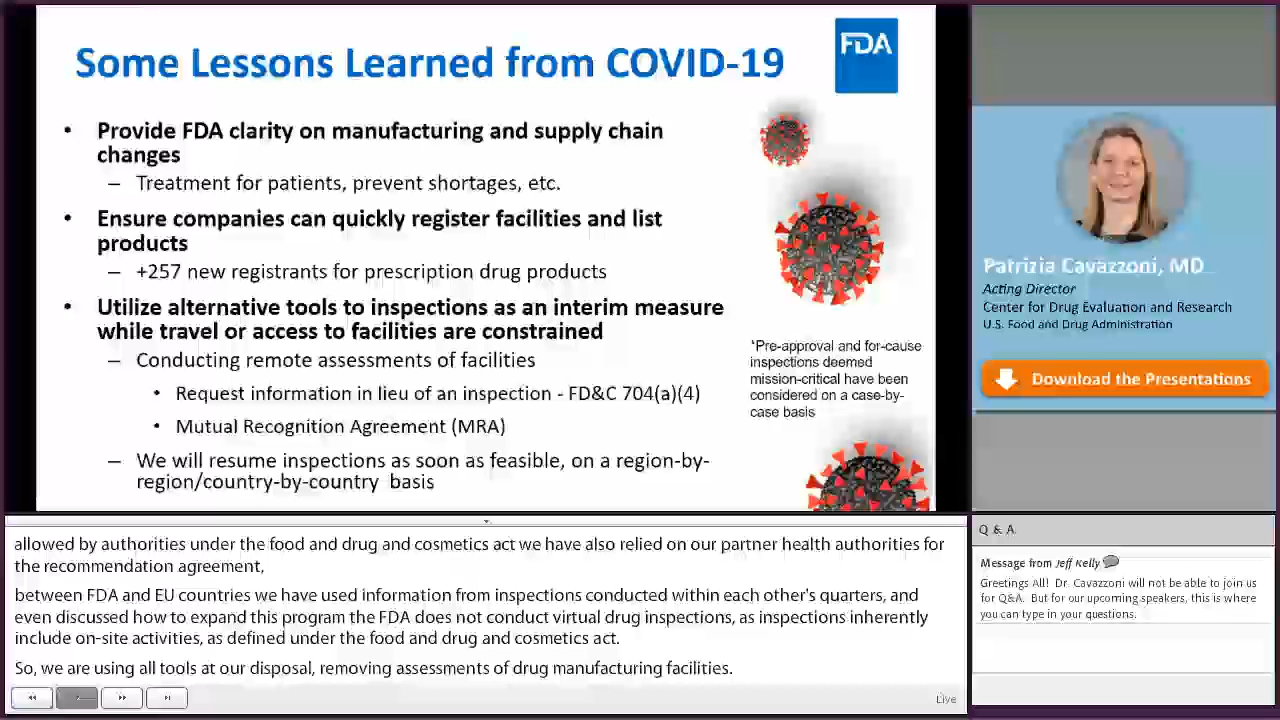 Some Lessons Learned from COVID-19
FDA
• Provide FDA clarity on manufacturing and supply chain
changes
– Treatment for patients, prevent shortages, etc.
• Ensure companies can quickly register facilities and list
products
– +257 new registrants for prescription drug products
• Utilize alternative tools to inspections as an interim measure
while travel or access to facilities are constrained
– Conducting remote assessments of facilities
• Request information in lieu of an inspection - FD&C 704(a)(4)
• Mutual Recognition Agreement (MRA)
– We will resume inspections as soon as feasible, on a region-by-
region/country-by-country basis
*Pre-approval and for-cause
inspections deemed
mission-critical have been
considered on a case-by-
case basis
Patrizia Cavazzoni, MD
Acting Director
Center for Drug Evaluation and Research
U.S. Food and Drug Administration
Download the Presentations
allowed by authorities under the food and drug and cosmetics act we have also relied on our partner health authorities for
the recommendation agreement,
between FDA and EU countries we have used information from inspections conducted within each other's quarters, and
even discussed how to expand this program the FDA does not conduct virtual drug inspections, as inspections inherently
include on-site activities, as defined under the food and drug and cosmetics act.
So, we are using all tools at our disposal, removing assessments of drug manufacturing facilities.
Live
Q & A
Message from Jeff Kelly
Greetings All! Dr. Cavazzoni will not be able to join us
for Q&A. But for our upcoming speakers, this is where
you can type in your questions.